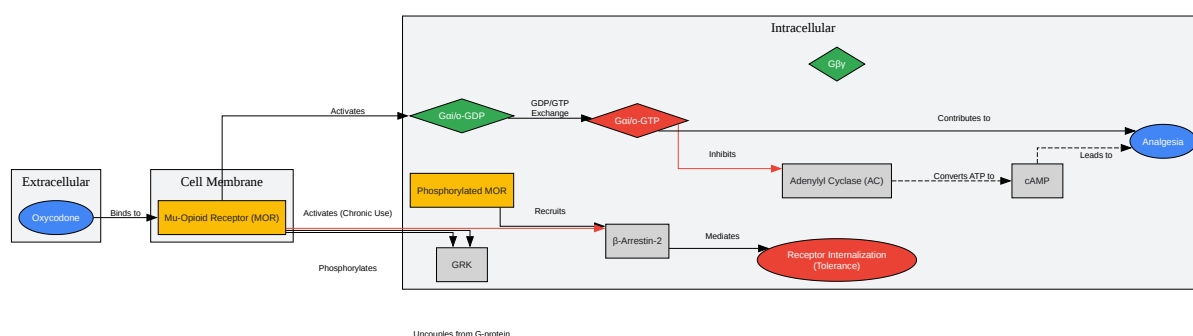 Intracellular
Gβγ
Activates
Gαi/o-GDP
GDP/GTP
Exchange
Gαi/o-GTP
Contributes to
Analgesia
Inhibits
Leads to
Extracellular
Cell Membrane
Adenylyl Cyclase (AC)
Converts ATP to
cAMP
Phosphorylated MOR
Oxycodone
Binds to
Mu-Opioid Receptor (MOR)
Activates (Chronic Use)
Recruits
β-Arrestin-2
Mediates
Receptor Internalization
(Tolerance)
Phosphorylates
GRK
Uncouples from G-protein